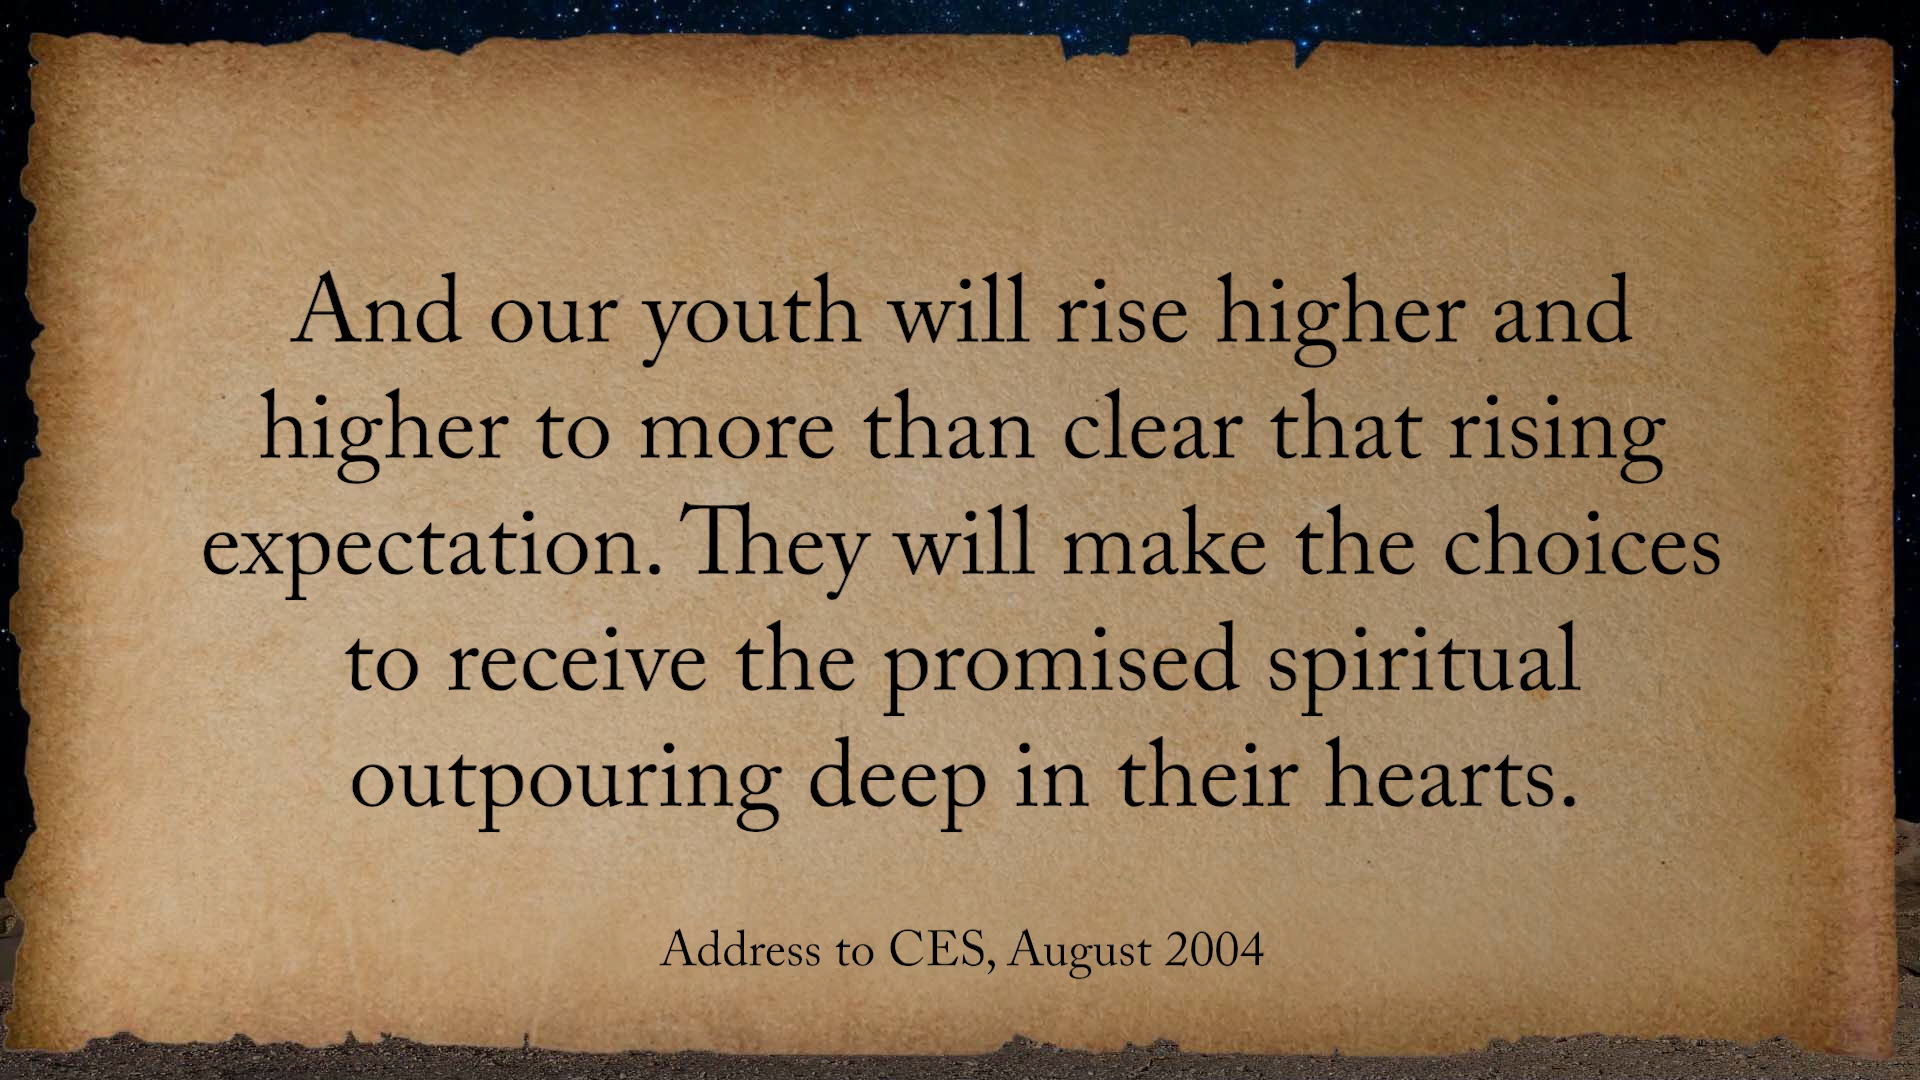 And our youth will rise higher and
higher to more than clear that rising
expectation. They will make the choices
to receive the promised spiritual
outpouring deep in their hearts.
Address to CES, August 2004